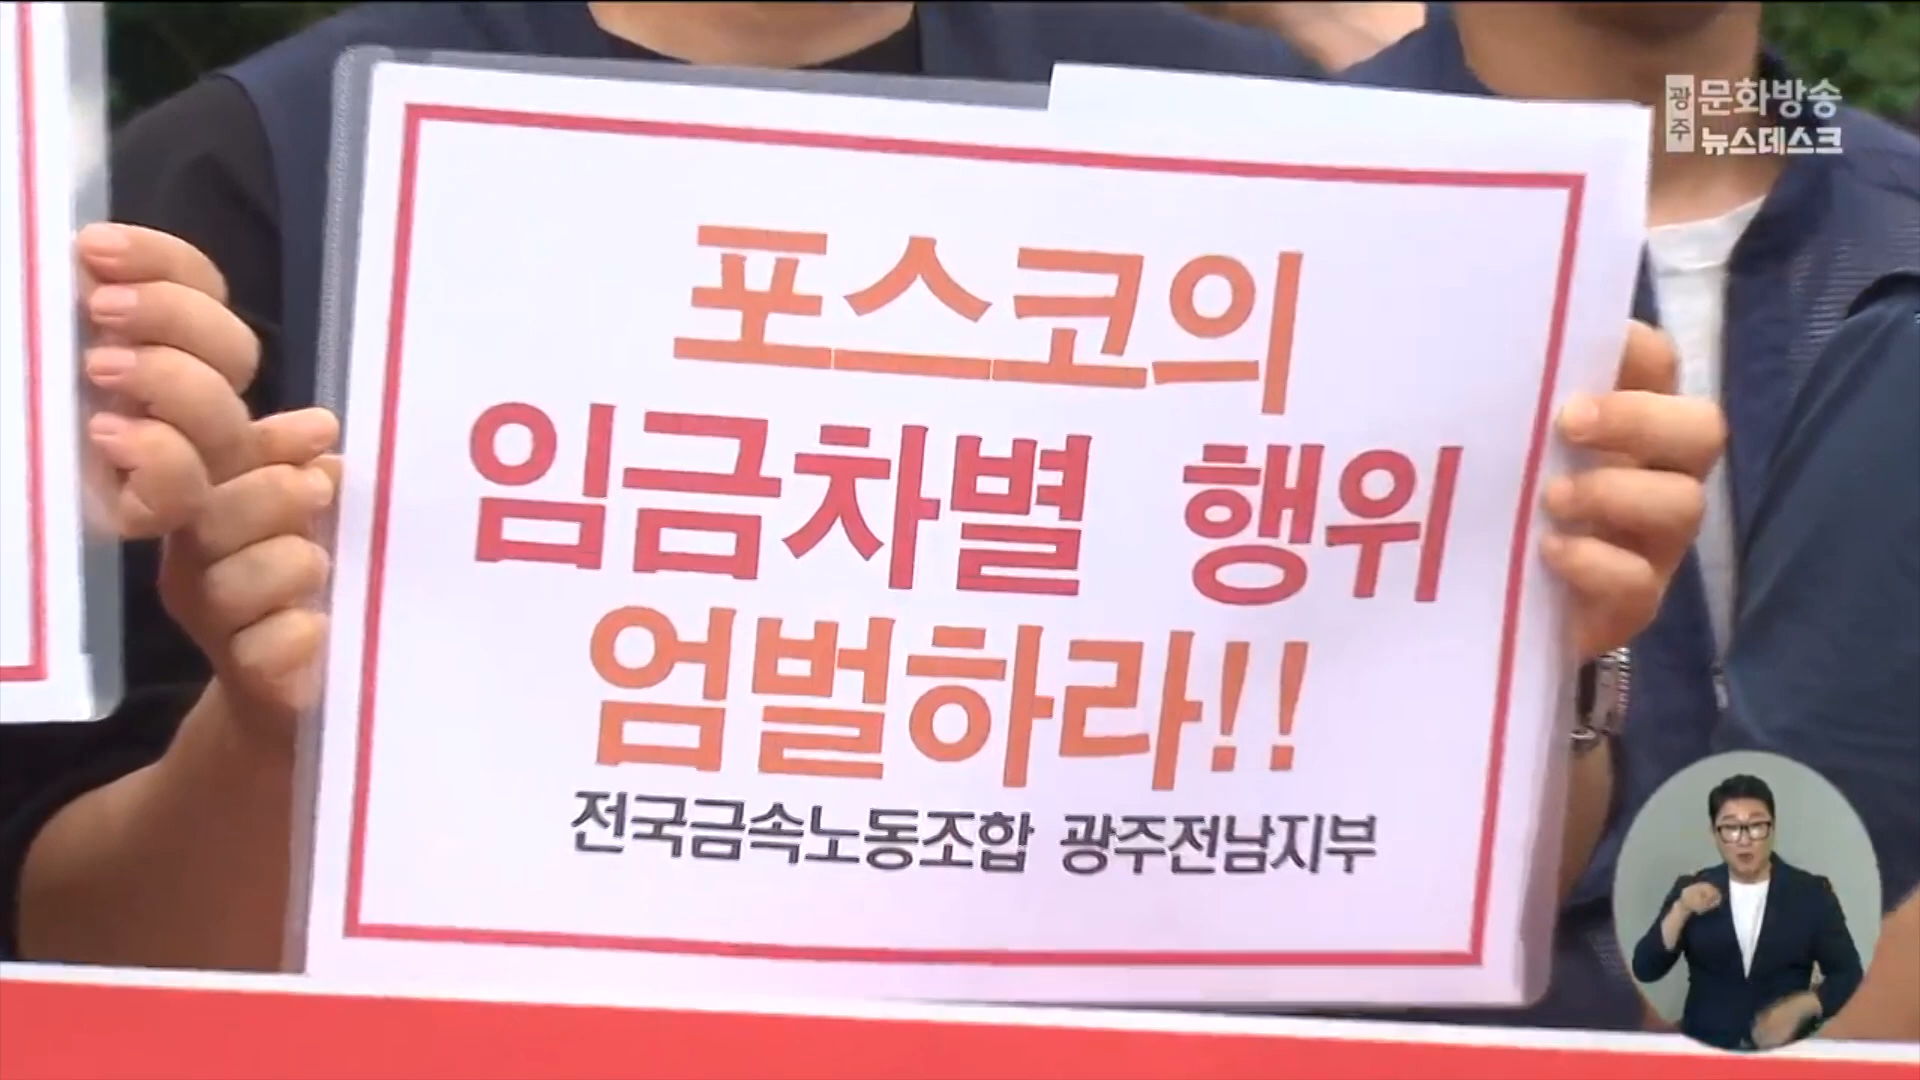 광주
문화방송
뉴스데스크
포스코의
임금차별 행위
엄벌하라!!
전국금속노동조합 광주전남지부